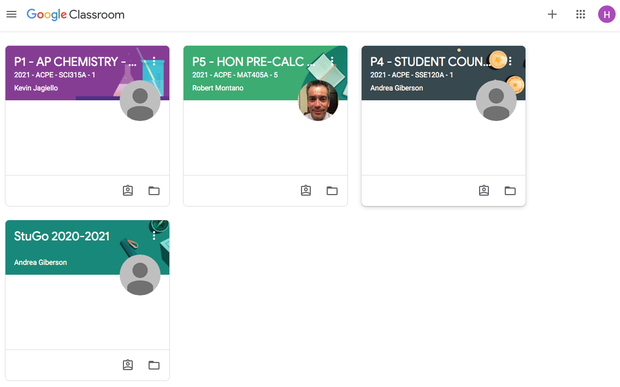 Google Classroom
H
P1 - AP CHEMISTRY - ...
2021 - ACPE - SCI315A - 1
Kevin Jagiello
P5 - HON PRE-CALC ...
2021 - ACPE - MAT405A - 5
Robert Montano
P4 - STUDENT COUN...
2021 - ACPE - SSE120A - 1
Andrea Giberson
StuGo 2020-2021
Andrea Giberson